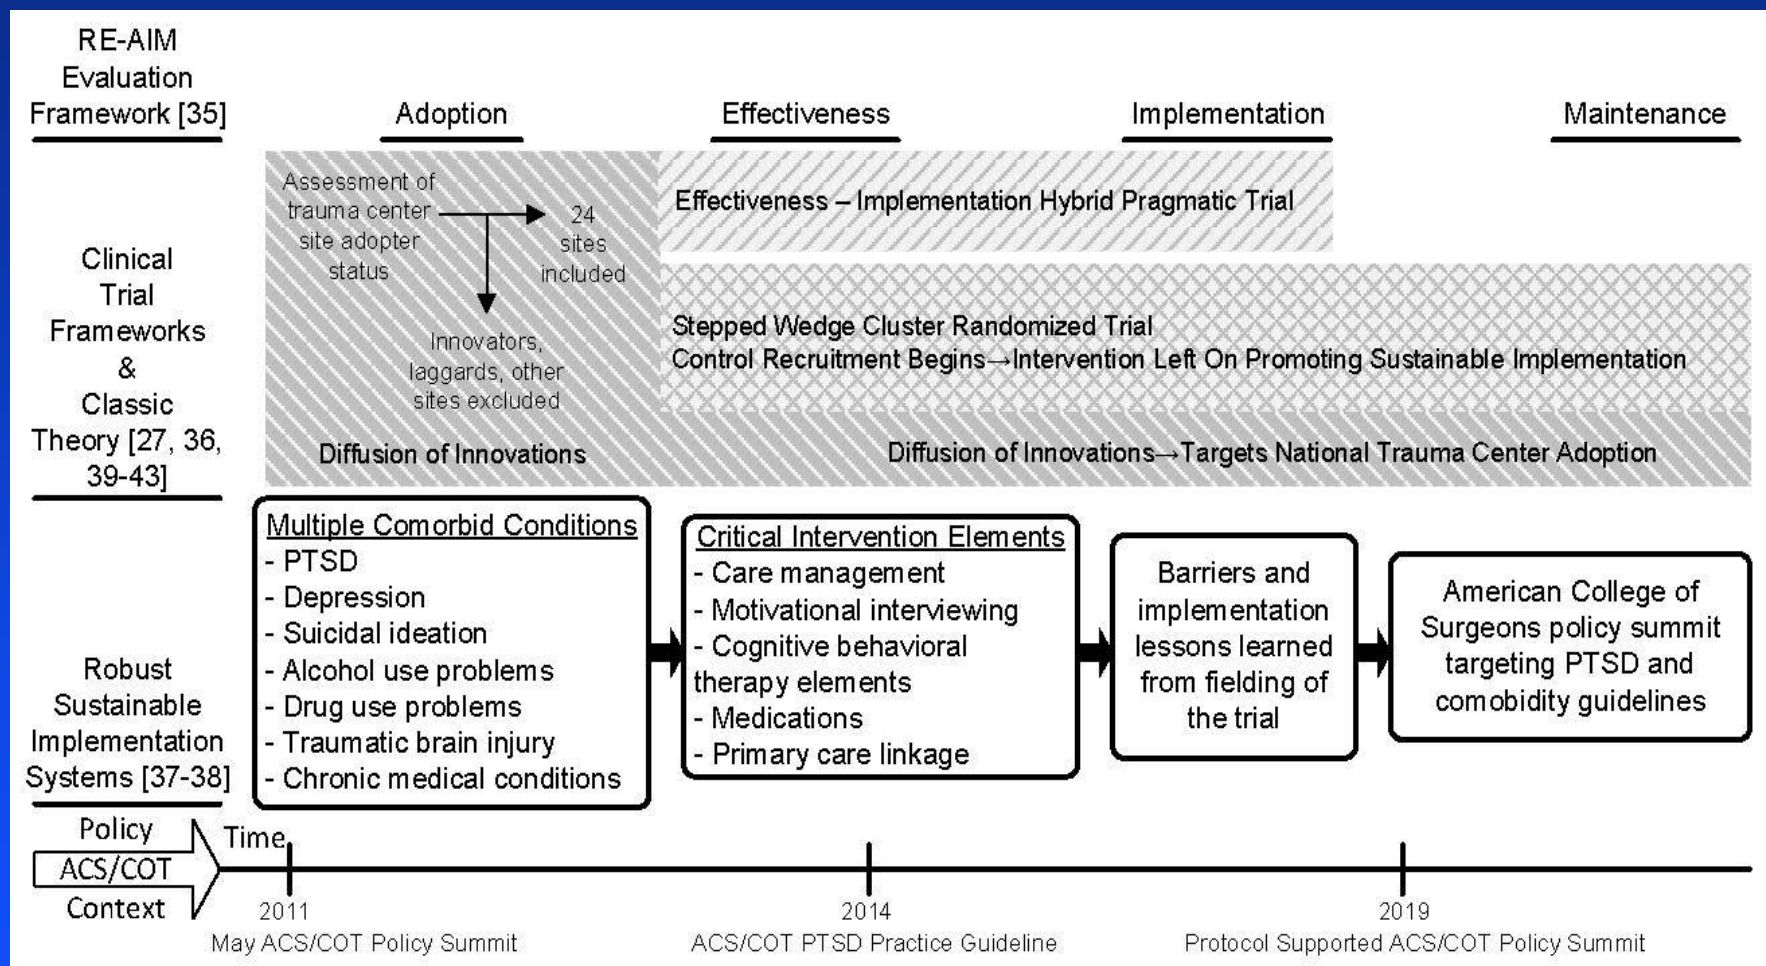 RE-AIM
Evaluation
Framework [35]
Adoption
Effectiveness
Implementation
Maintenance
Clinical
Trial
Frameworks
&
Classic
Theory [27, 36,
39-43]
Assessment of
trauma center
site adopter
status
24
sites
included
Innovators,
laggards, other
sites excluded
Diffusion of Innovations
Effectiveness – Implementation Hybrid Pragmatic Trial
Stepped Wedge Cluster Randomized Trial
Control Recruitment Begins→Intervention Left On Promoting Sustainable Implementation
Diffusion of Innovations→Targets National Trauma Center Adoption
Robust
Sustainable
Implementation
Systems [37-38]
Multiple Comorbid Conditions
- PTSD
- Depression
- Suicidal ideation
- Alcohol use problems
- Drug use problems
- Traumatic brain injury
- Chronic medical conditions
Critical Intervention Elements
- Care management
- Motivational interviewing
- Cognitive behavioral
therapy elements
- Medications
- Primary care linkage
Barriers and
implementation
lessons learned
from fielding of
the trial
American College of
Surgeons policy summit
targeting PTSD and
comobidity guidelines
Policy
ACS/COT
Context
Time
2011
May ACS/COT Policy Summit
2014
ACS/COT PTSD Practice Guideline
2019
Protocol Supported ACS/COT Policy Summit